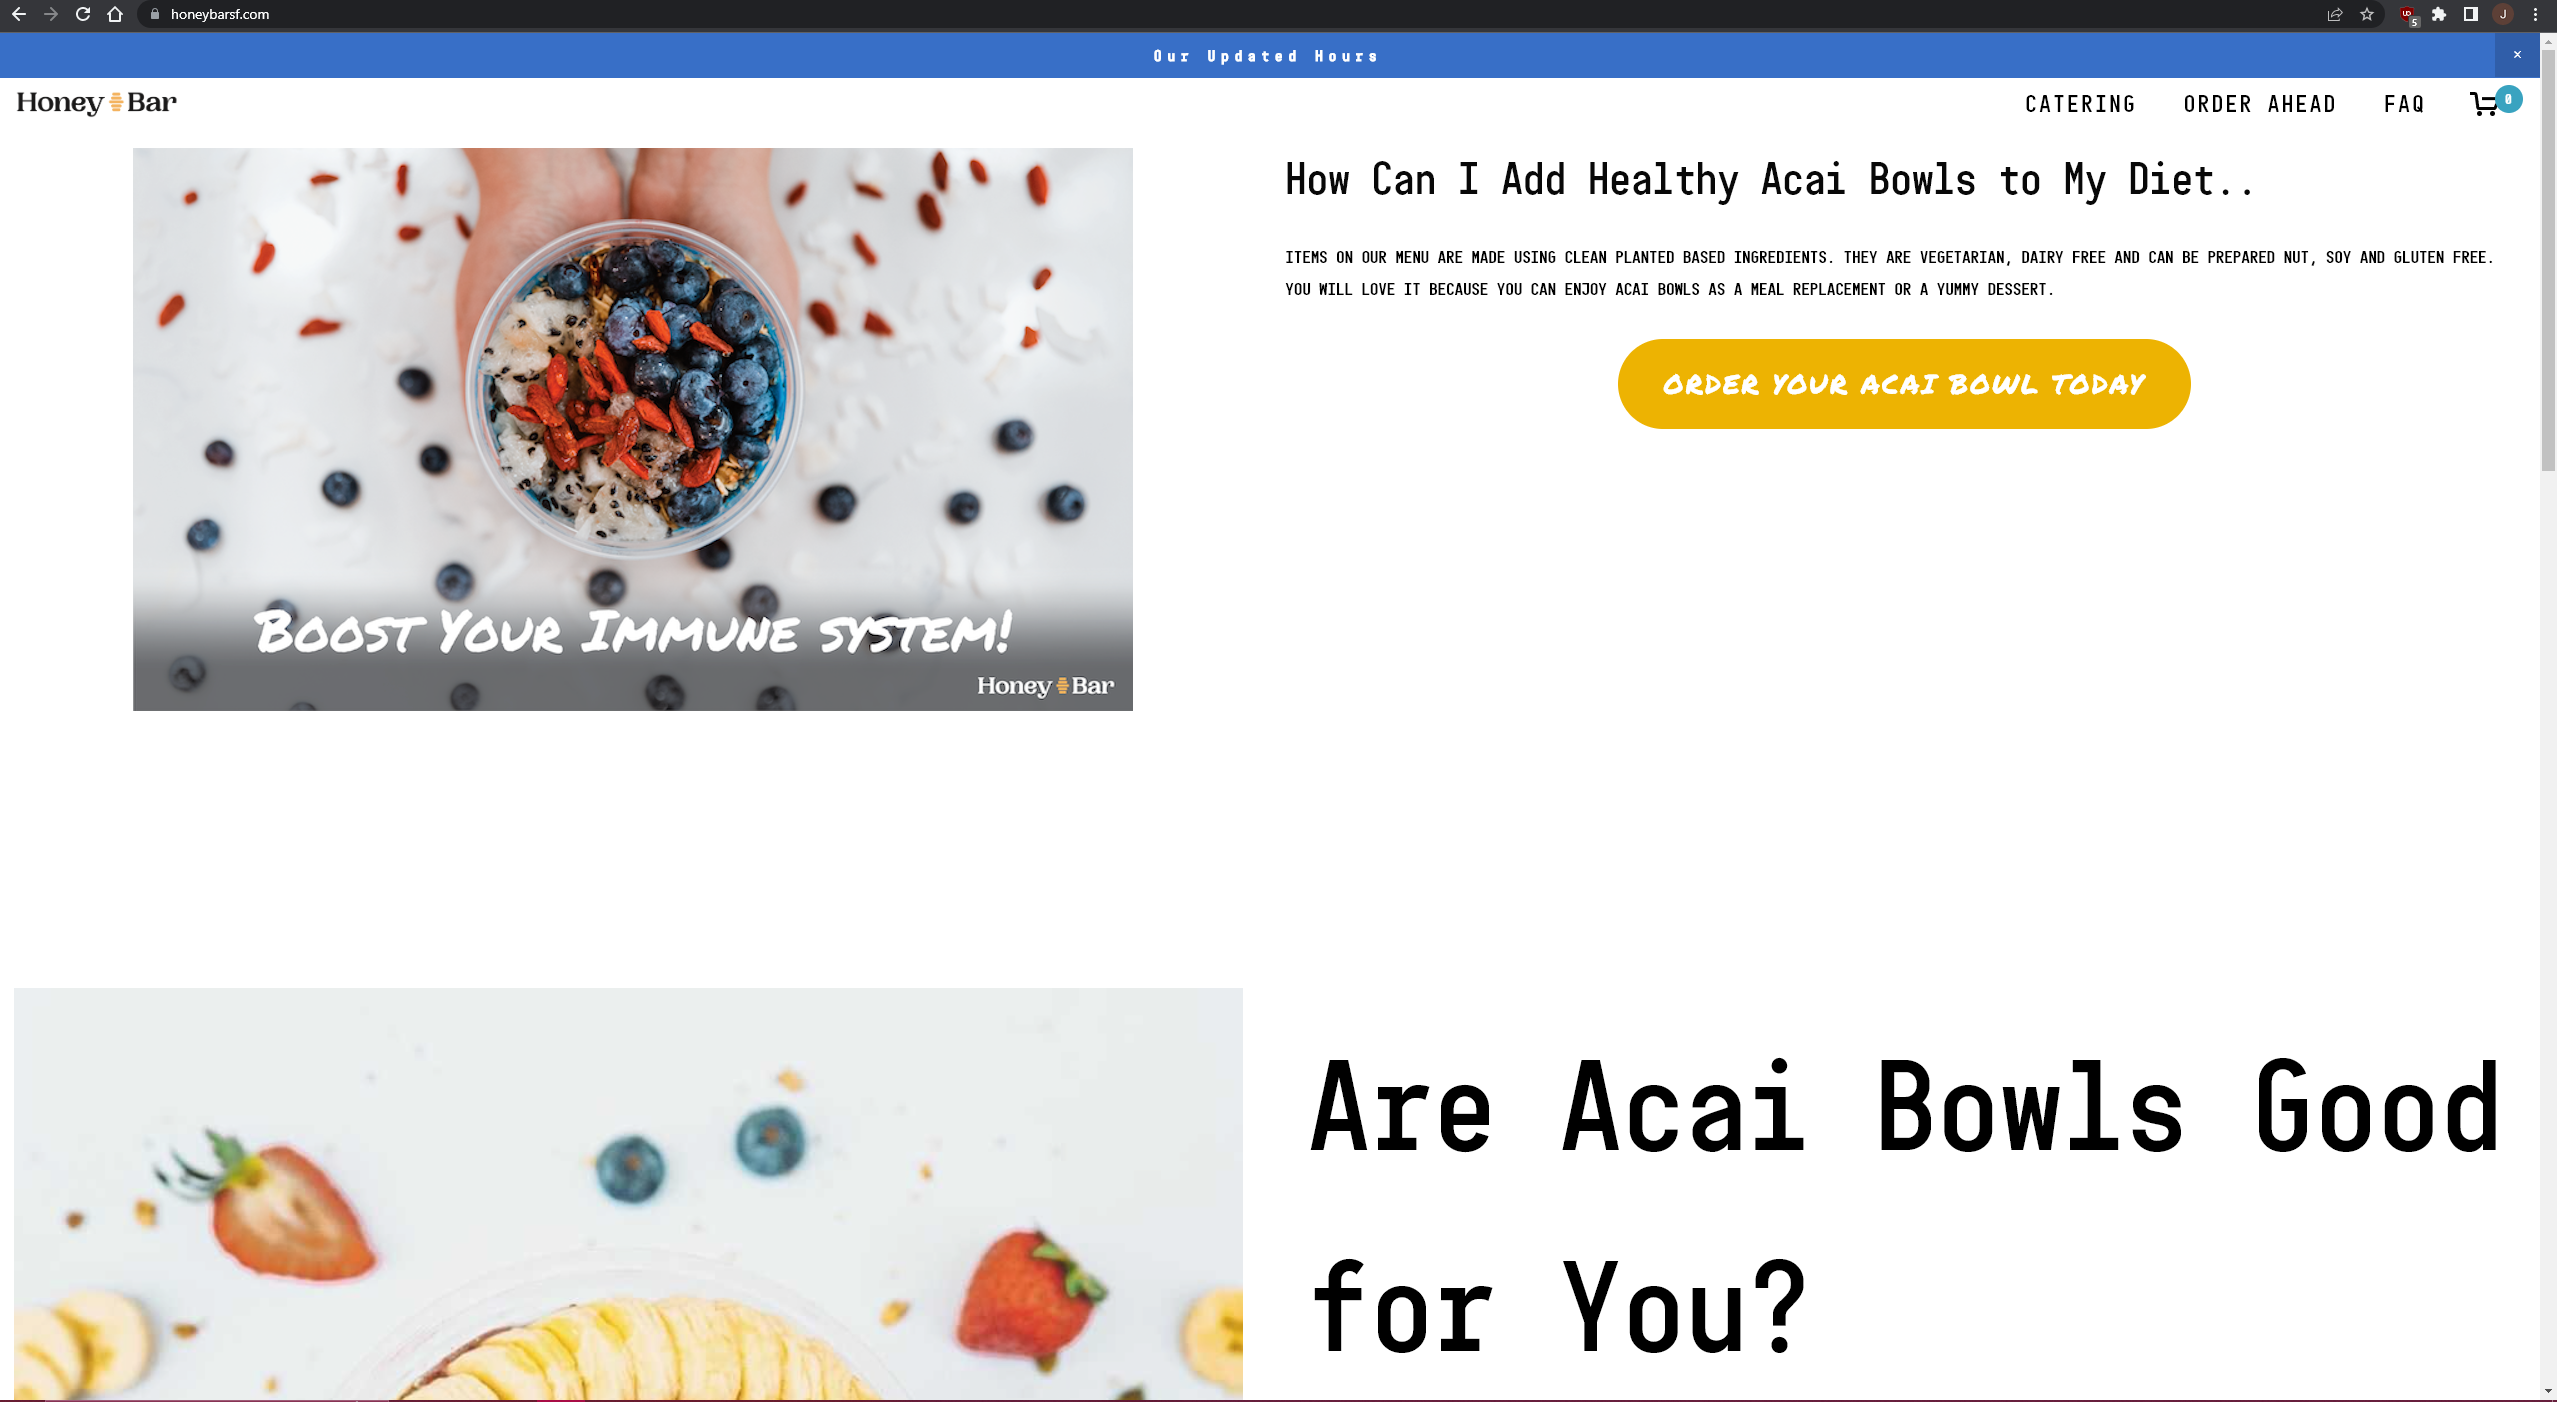 honeybarsf.com
5
J
Our Updated Hours
×
Honey Bar
CATERING
ORDER AHEAD
FAQ
0
How Can I Add Healthy Acai Bowls to My Diet..
ITEMS ON OUR MENU ARE MADE USING CLEAN PLANTED BASED INGREDIENTS. THEY ARE VEGETARIAN, DAIRY FREE AND CAN BE PREPARED NUT, SOY AND GLUTEN FREE.
YOU WILL LOVE IT BECAUSE YOU CAN ENJOY ACAI BOWLS AS A MEAL REPLACEMENT OR A YUMMY DESSERT.
ORDER YOUR ACAI BOWL TODAY
BOOST YOUR IMMUNE SYSTEM!
Honey Bar
Are Acai Bowls Good
for You?